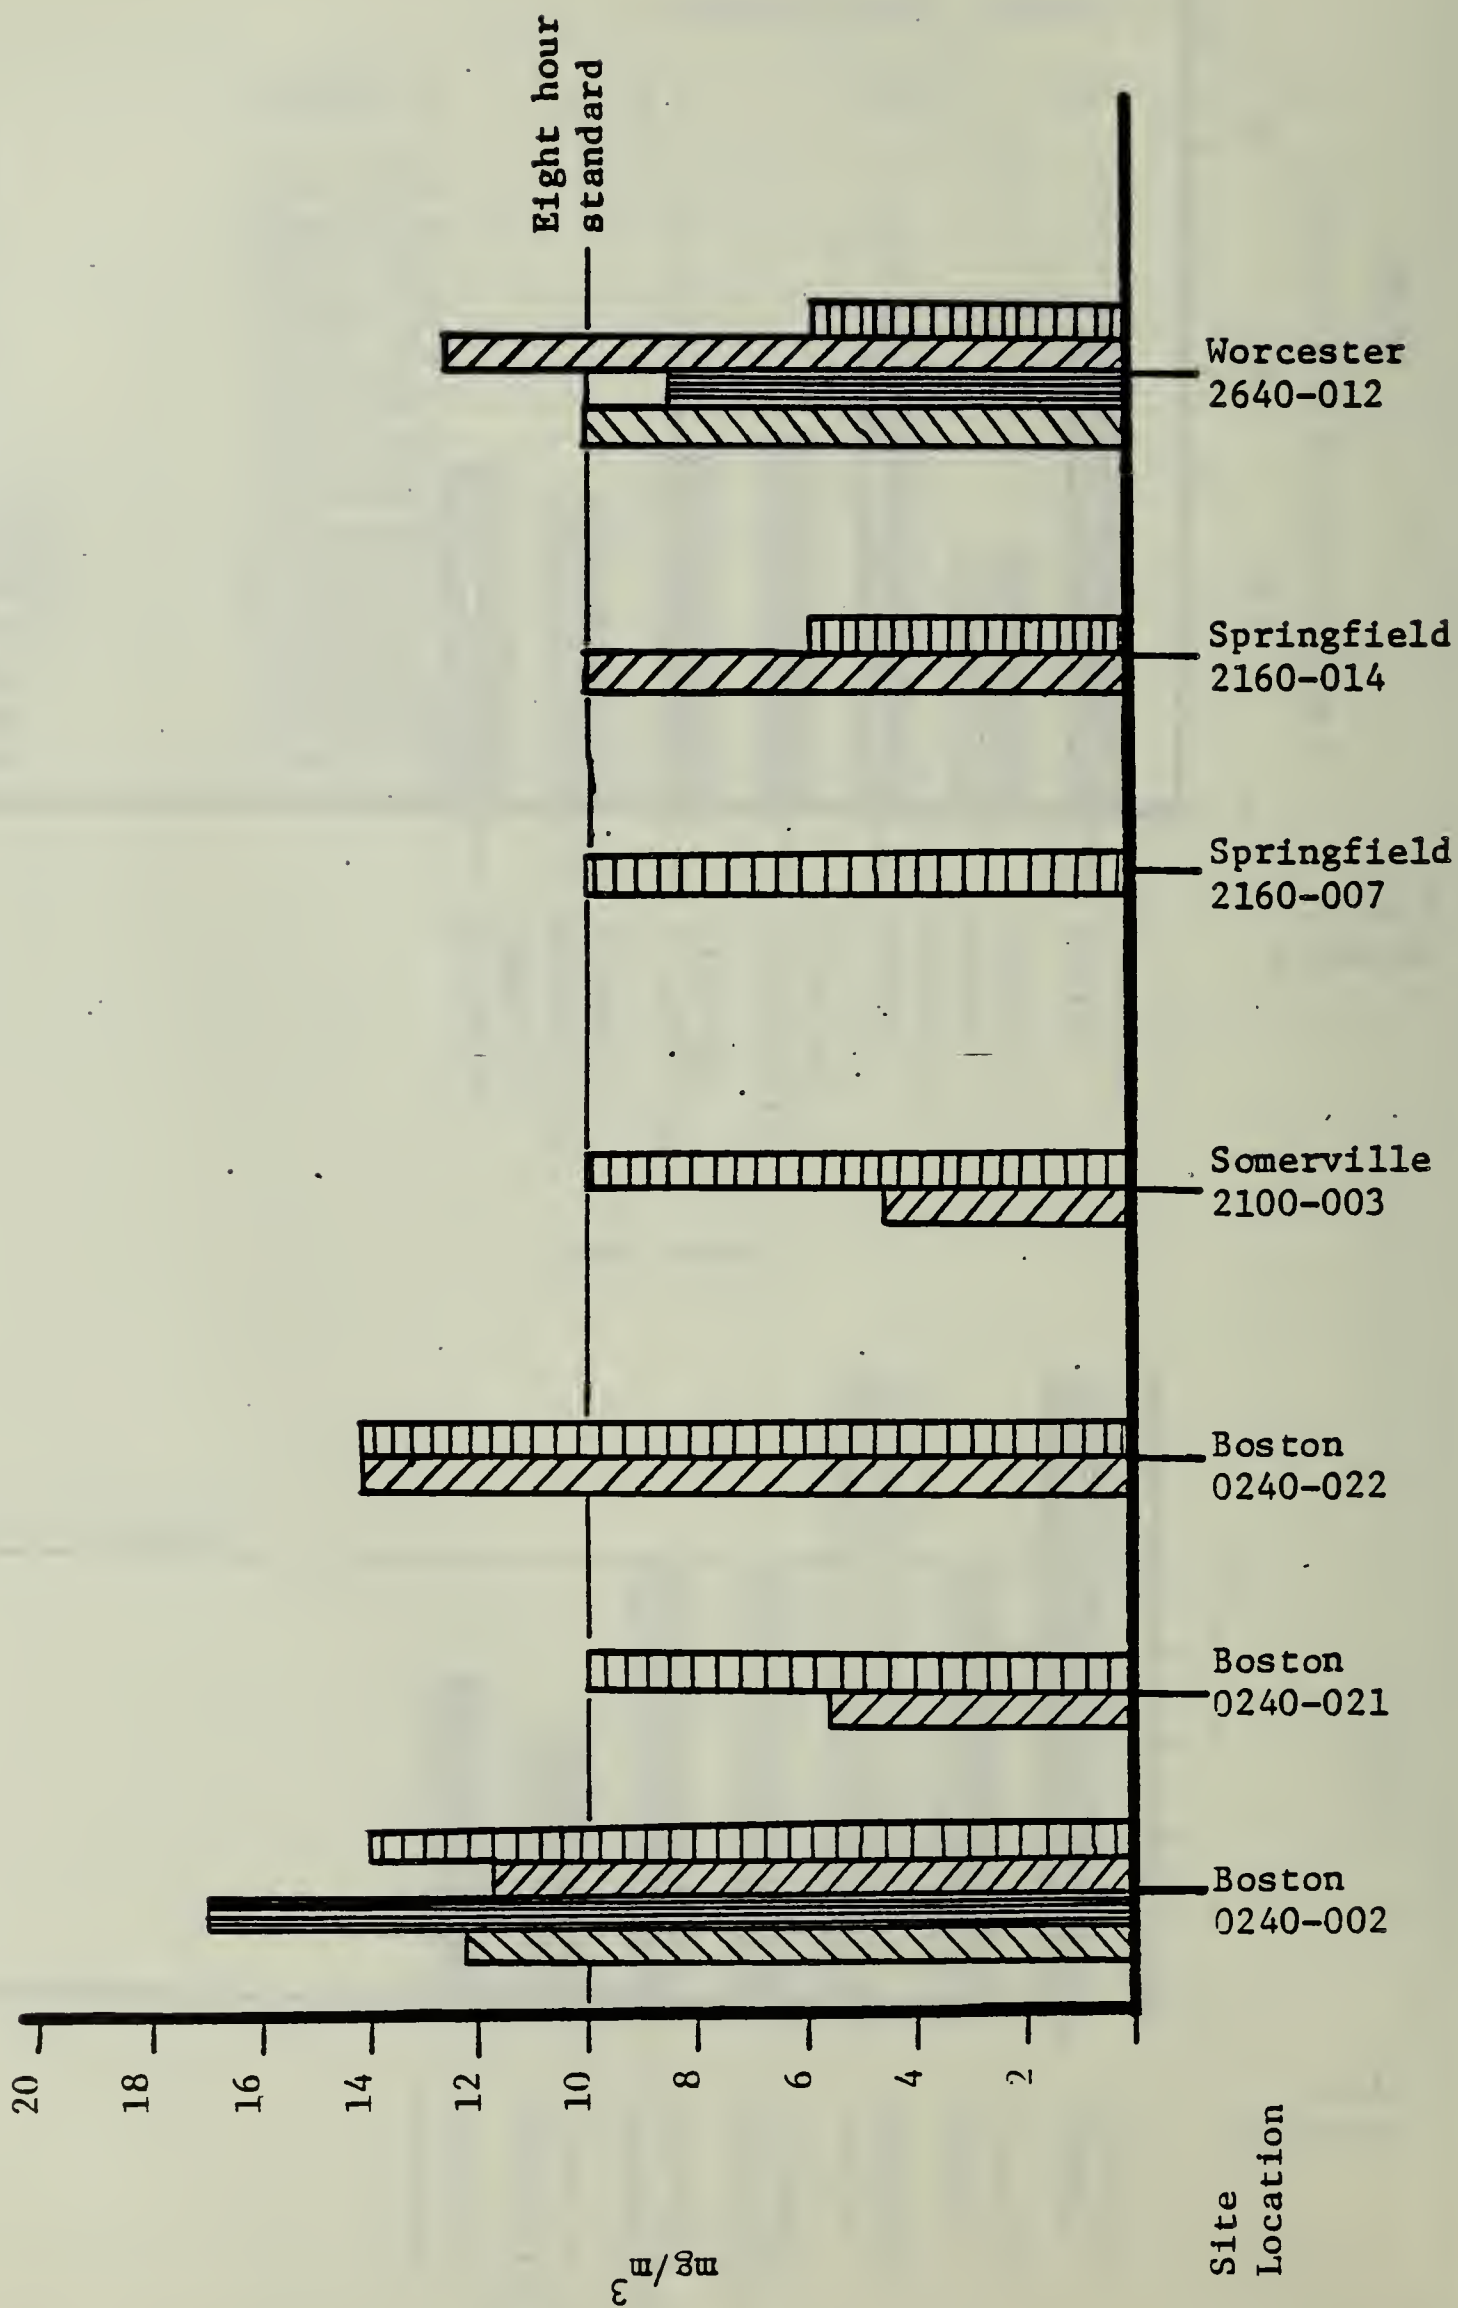 Eight hour
standard
20
18
16
14
12
10
8
6
4
2
mg/m3
Site
Location
Boston
0240-002
Boston
0240-021
Boston
0240-022
Somerville
2100-003
Springfield
2160-007
Springfield
2160-014
Worcester
2640-012